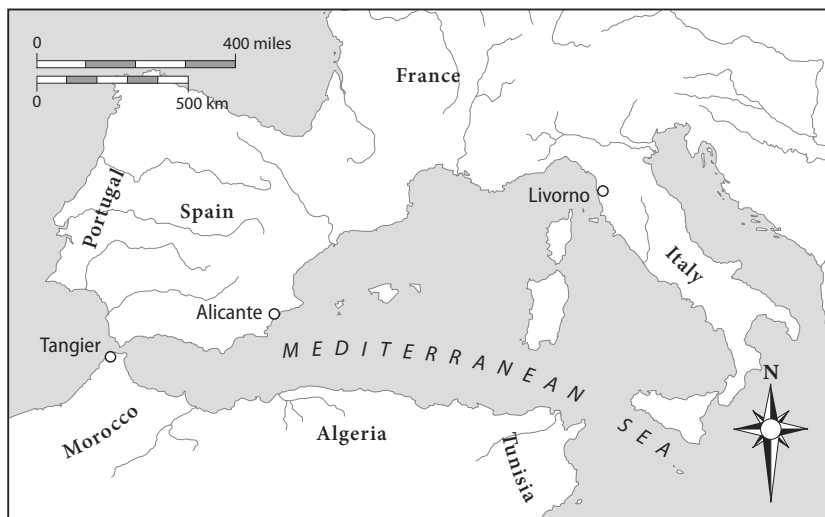 0 400 miles
0 500 km
France
Portugal
Spain
Livorno
Italy
Alicante
Tangier
MEDITERRANEAN SEA
N
Morocco
Algeria
Tunisia